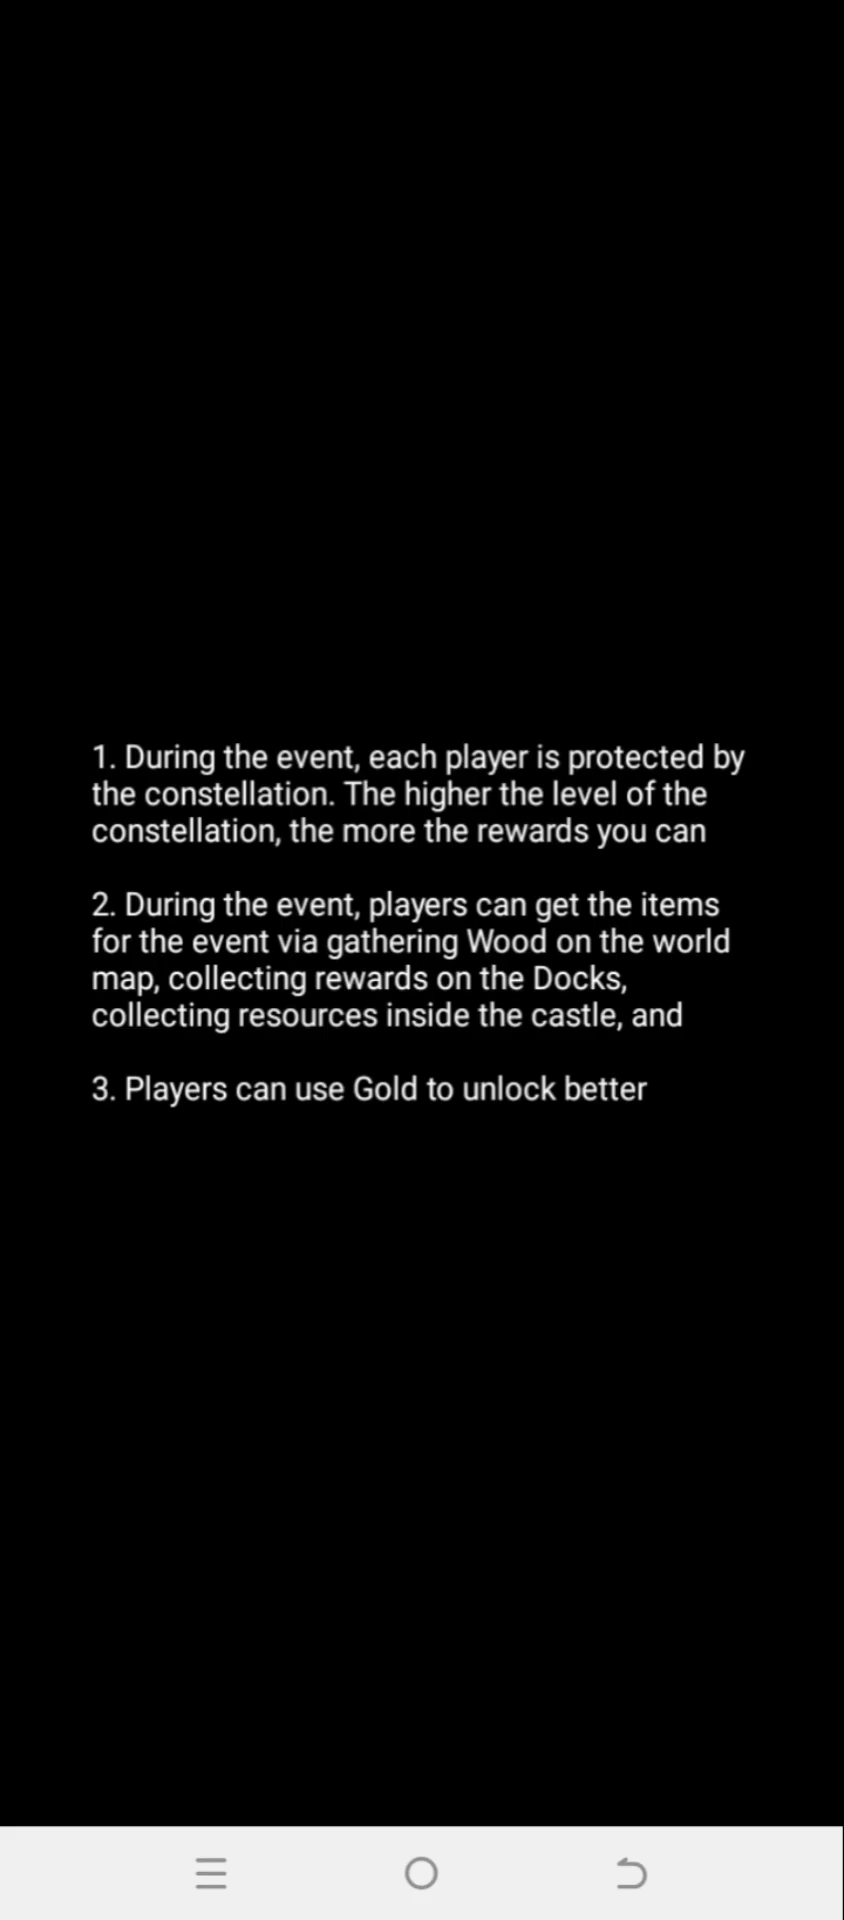 1. During the event, each player is protected by
the constellation. The higher the level of the
constellation, the more the rewards you can
2. During the event, players can get the items
for the event via gathering Wood on the world
map, collecting rewards on the Docks,
collecting resources inside the castle, and
3. Players can use Gold to unlock better